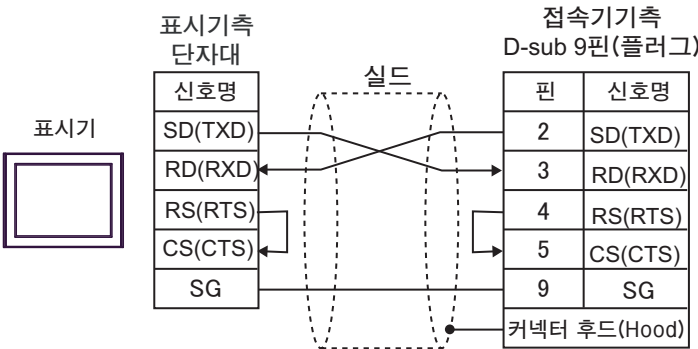 표시기측
단자대
접속기기측
D-sub 9핀(플러그)
실드
표시기
신호명
핀 신호명
SD(TXD) 2 SD(TXD)
RD(RXD) 3 RD(RXD)
RS(RTS) 4 RS(RTS)
CS(CTS) 5 CS(CTS)
SG 9 SG
커넥터 후드(Hood)